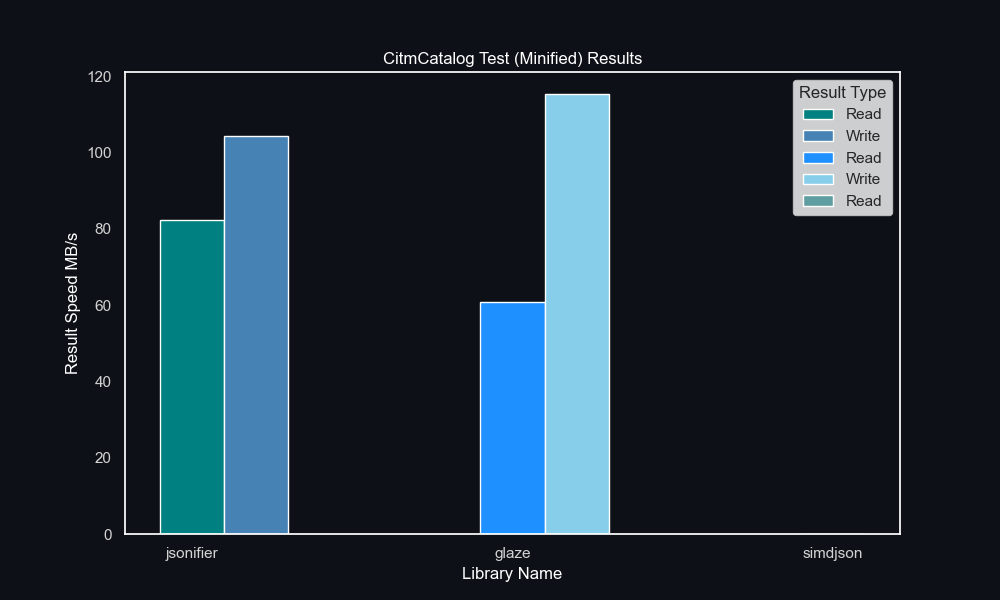 CitmCatalog Test (Minified) Results
120
100
80
60
40
20
0
Result Speed MB/s
Result Type
Read
Write
Read
Write
Read
jsonifier
glaze
simdjson
Library Name